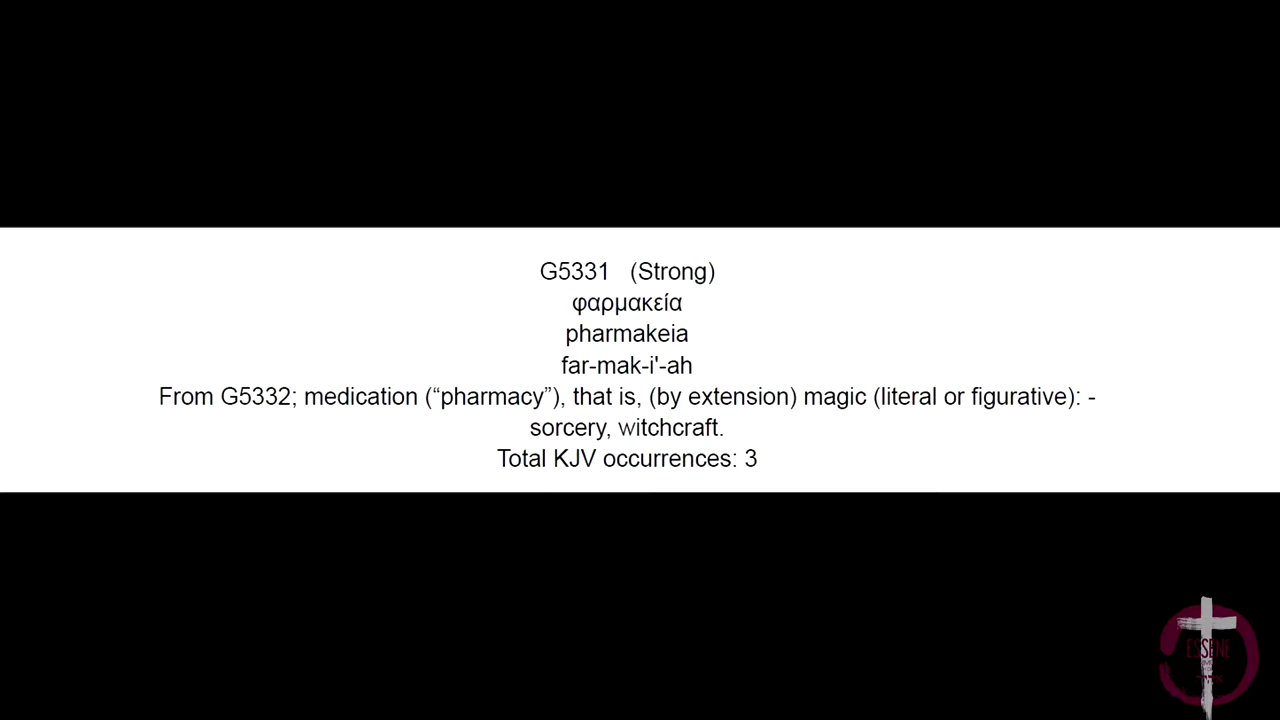 G5331 (Strong)
φαρμακεία
pharmakeia
far-mak-i'-ah
From G5332; medication (“pharmacy”), that is, (by extension) magic (literal or figurative): -
sorcery, witchcraft.
Total KJV occurrences: 3
ESSENE